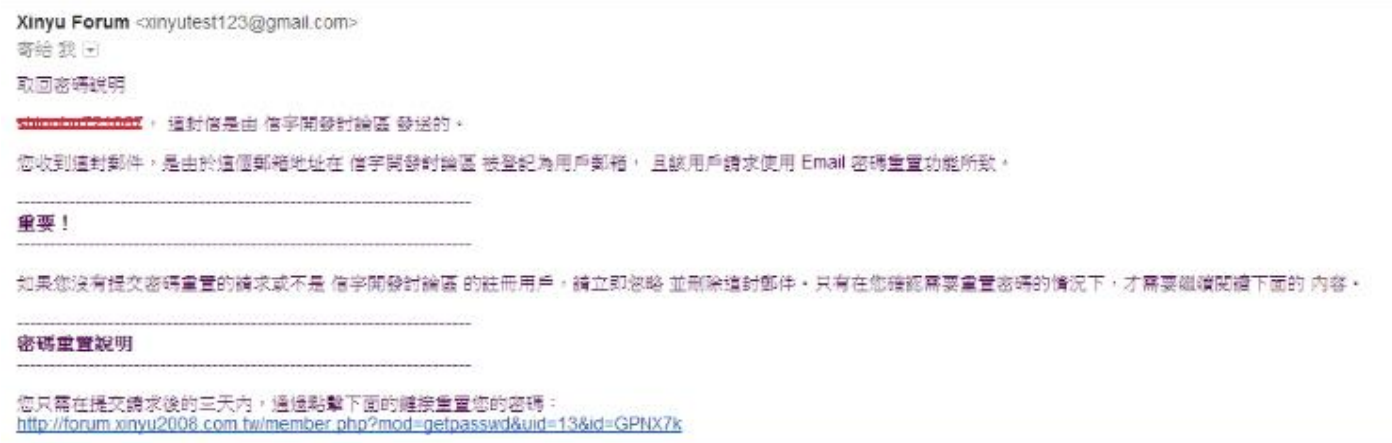 Xinyu Forum <xinyutest123@gmail.com>
寄給 我
取回密碼說明
， 這封信是由 信宇開發討論區 發送的。
您收到這封郵件，是由於這個郵箱地址在 信宇開發討論區 被登記為用戶郵箱， 且該用戶請求使用 Email 密碼重置功能所致。
----------------------------------------------------------------------
重要！
----------------------------------------------------------------------
如果您沒有提交密碼重置的請求或不是 信宇開發討論區 的註冊用戶，請立即忽略 並刪除這封郵件。只有在您確認需要重置密碼的情況下，才需要繼續閱讀下面的 內容。
----------------------------------------------------------------------
密碼重置說明
----------------------------------------------------------------------
您只需在提交請求後的三天內，通過點擊下面的鏈接重置您的密碼：
http://forum.xinyu2008.com.tw/member.php?mod=getpasswd&uid=13&id=GPNX7k